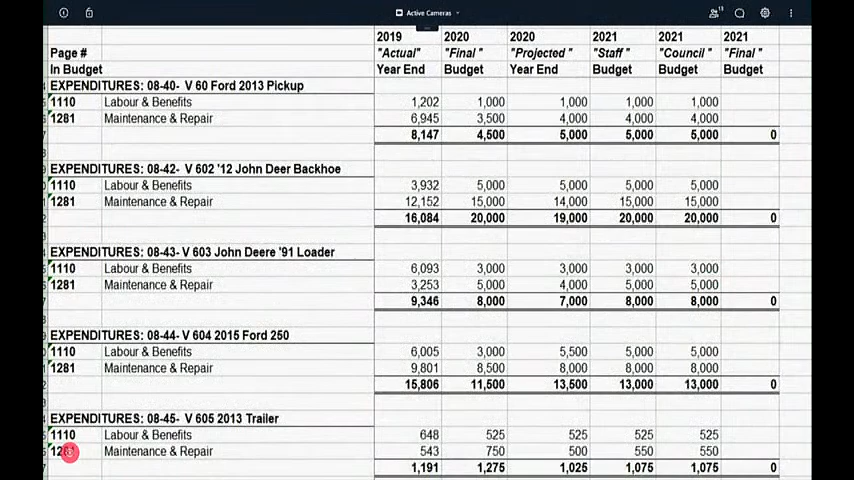 Active Cameras
11
2019 2020 2020 2021 2021 2021
Page # "Actual" "Final " "Projected " "Staff " "Council " "Final "
In Budget Year End Budget Year End Budget Budget Budget
EXPENDITURES: 08-40- V 60 Ford 2013 Pickup
1110 Labour & Benefits 1,202 1,000 1,000 1,000 1,000
1281 Maintenance & Repair 6,945 3,500 4,000 4,000 4,000
8,147 4,500 5,000 5,000 5,000 0
EXPENDITURES: 08-42- V 602 '12 John Deer Backhoe
1110 Labour & Benefits 3,932 5,000 5,000 5,000 5,000
1281 Maintenance & Repair 12,152 15,000 14,000 15,000 15,000
16,084 20,000 19,000 20,000 20,000 0
EXPENDITURES: 08-43- V 603 John Deere '91 Loader
1110 Labour & Benefits 6,093 3,000 3,000 3,000 3,000
1281 Maintenance & Repair 3,253 5,000 4,000 5,000 5,000
9,346 8,000 7,000 8,000 8,000 0
EXPENDITURES: 08-44- V 604 2015 Ford 250
1110 Labour & Benefits 6,005 3,000 5,500 5,000 5,000
1281 Maintenance & Repair 9,801 8,500 8,000 8,000 8,000
15,806 11,500 13,500 13,000 13,000 0
EXPENDITURES: 08-45- V 605 2013 Trailer
1110 Labour & Benefits 648 525 525 525 525
Maintenance & Repair 543 750 500 550 550
1,191 1,275 1,025 1,075 1,075 0